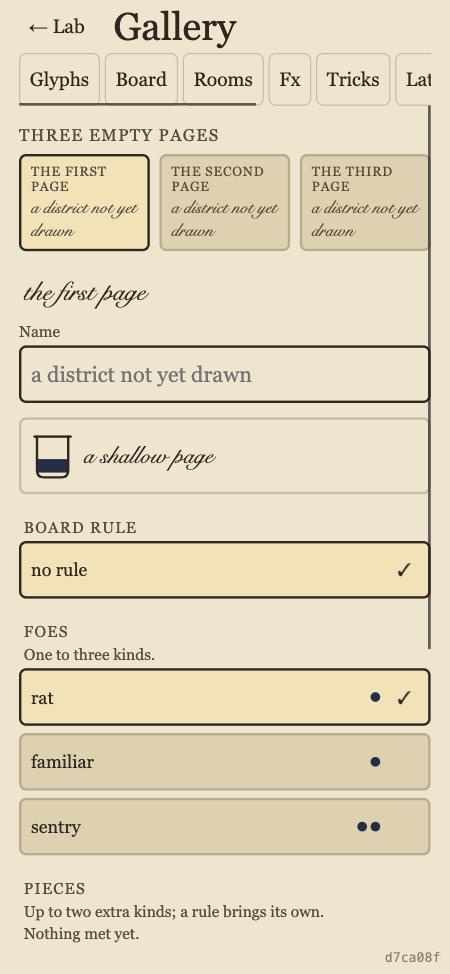 ← Lab Gallery
Glyphs Board Rooms Fx Tricks Lat
THREE EMPTY PAGES
THE FIRST
PAGE
a district not yet
drawn
THE SECOND
PAGE
a district not yet
drawn
THE THIRD
PAGE
a district not yet
drawn
the first page
Name
a district not yet drawn
a shallow page
BOARD RULE
no rule ✓
FOES
One to three kinds.
rat ✓
familiar
sentry
PIECES
Up to two extra kinds; a rule brings its own.
Nothing met yet.
d7ca08f